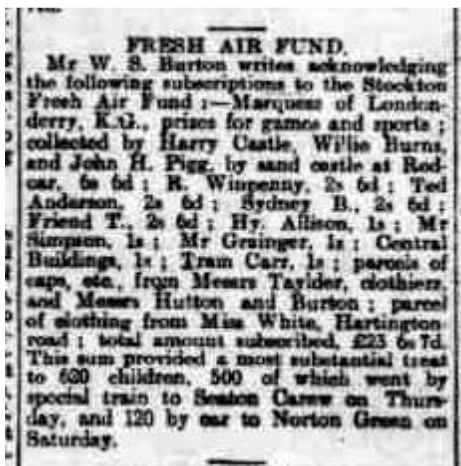 FRESH AIR FUND.
Mr W. S. Burton writes acknowledging
the following subscriptions to the Stockton
Fresh Air Fund :—Marquess of London-
derry, K.G., prizes for games and sports ;
collected by Harry Castle, Willie Burns,
and John H. Pigg, by sand castle at Red-
car, 6s 6d ; R. Winpenny, 2s 6d ; Ted
Anderson, 2s 6d ; Sydney B., 2s 6d ;
Friend T., 2s 6d ; Hy. Allison, 1s ; Mr
Simpson, 1s ; Mr Grainger, 1s ; Central
Buildings, 1s ; Tram Carr, 1s ; parcels of
caps, etc., from Messrs Taylder, clothiers,
and Messrs Hutton and Burton ; parcel
of clothing from Miss White, Hartington-
road ; total amount subscribed, £23 6s 7d.
This sum provided a most substantial treat
to 620 children, 500 of which went by
special train to Seaton Carew on Thurs-
day, and 120 by car to Norton Green on
Saturday.